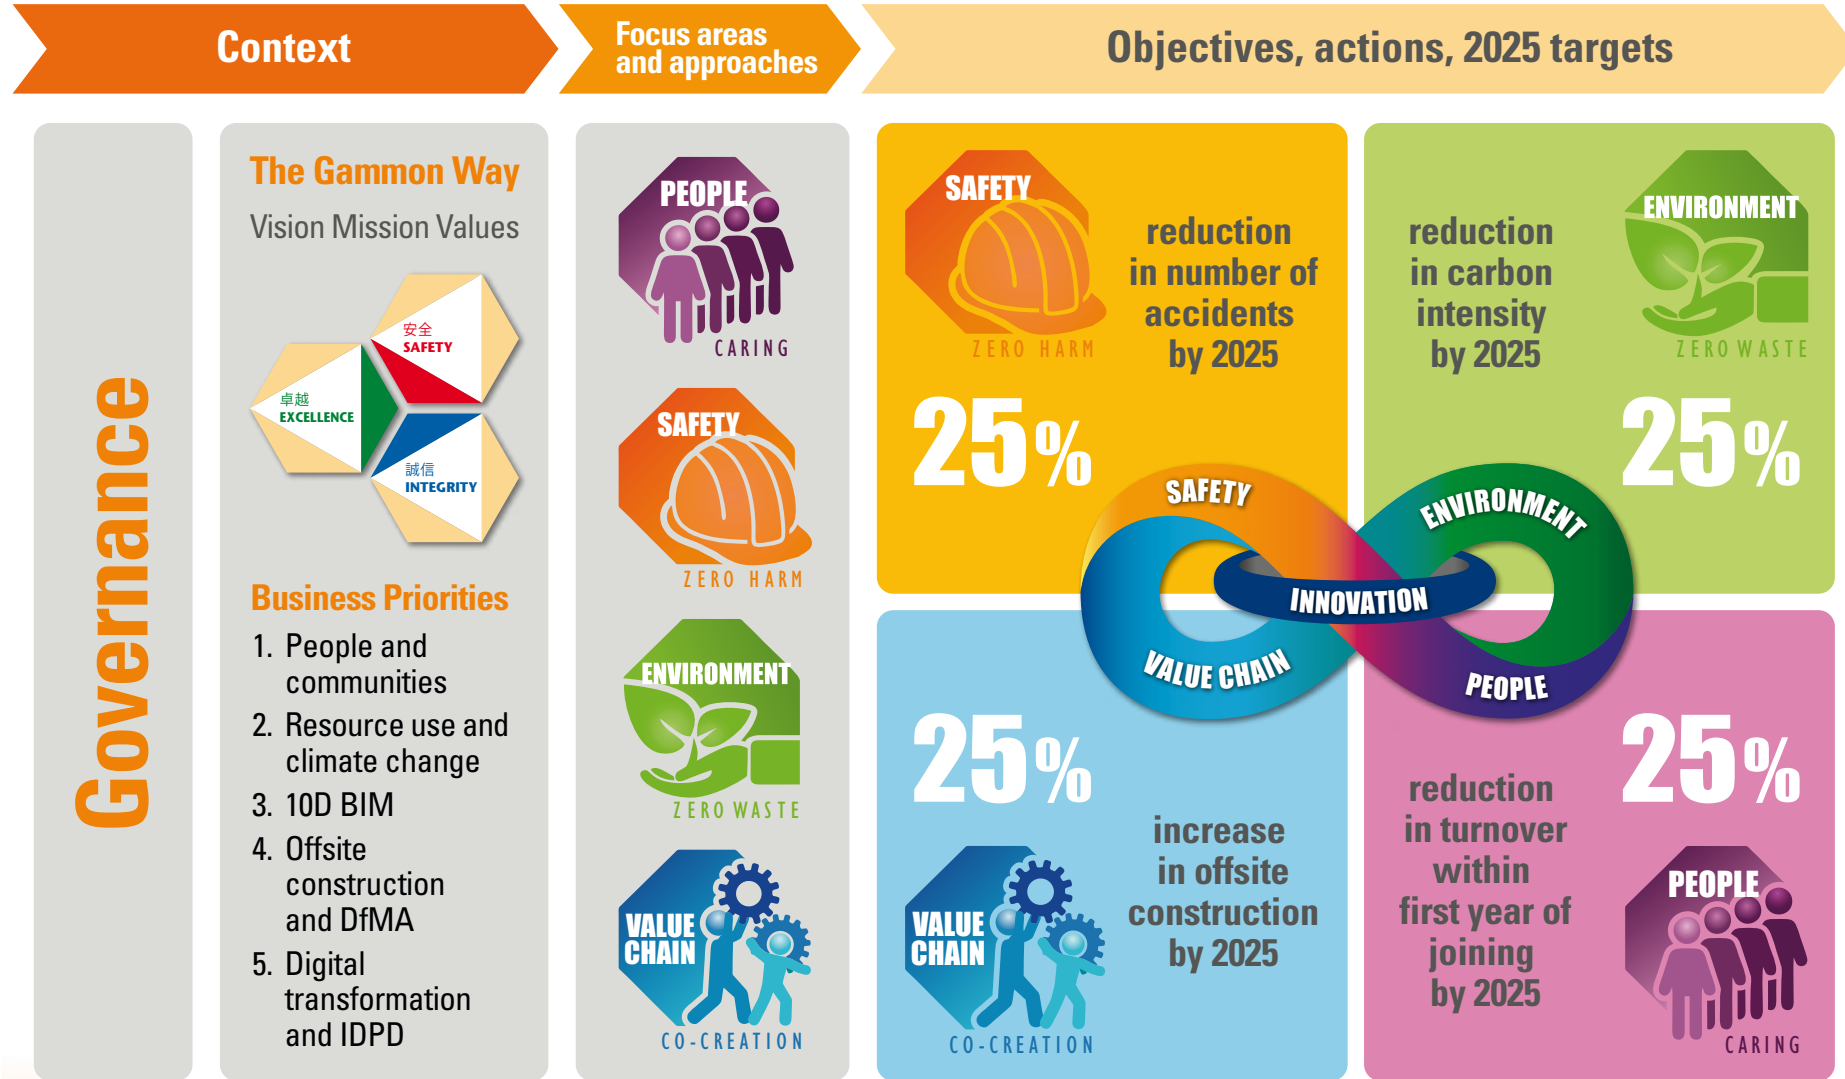 Context
Focus areas
and approaches
Objectives, actions, 2025 targets
Governance
The Gammon Way
Vision Mission Values
安全
SAFETY
卓越
EXCELLENCE
誠信
INTEGRITY
Business Priorities
1. People and
communities
2. Resource use and
climate change
3. 10D BIM
4. Offsite
construction
and DfMA
5. Digital
transformation
and IDPD
PEOPLE
CARING
SAFETY
ZERO HARM
ENVIRONMENT
ZERO WASTE
VALUE
CHAIN
CO-CREATION
SAFETY
ZERO HARM
reduction
in number of
accidents
by 2025
25%
reduction
in carbon
intensity
by 2025
ENVIRONMENT
ZERO WASTE
25%
SAFETY
ENVIRONMENT
INNOVATION
VALUE CHAIN
PEOPLE
25%
VALUE
CHAIN
CO-CREATION
increase
in offsite
construction
by 2025
25%
reduction
in turnover
within
first year of
joining
by 2025
PEOPLE
CARING